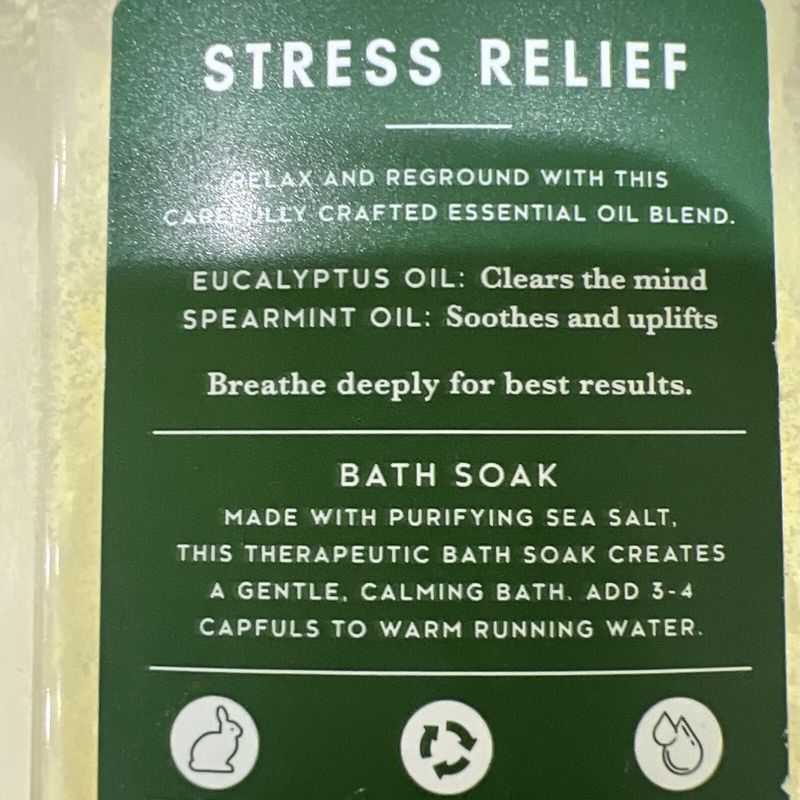 STRESS RELIEF
RELAX AND REGROUND WITH THIS
CAREFULLY CRAFTED ESSENTIAL OIL BLEND.
EUCALYPTUS OIL: Clears the mind
SPEARMINT OIL: Soothes and uplifts
Breathe deeply for best results.
BATH SOAK
MADE WITH PURIFYING SEA SALT,
THIS THERAPEUTIC BATH SOAK CREATES
A GENTLE, CALMING BATH. ADD 3-4
CAPFULS TO WARM RUNNING WATER.